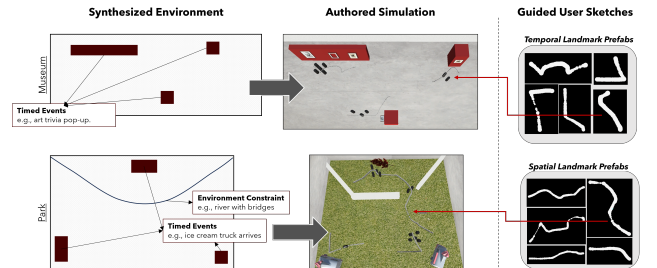 Synthesized Environment
Authored Simulation
Guided User Sketches
Museum
Timed Events
e.g., art trivia pop-up.
Temporal Landmark Prefabs
Park
Environment Constraint
e.g., river with bridges
Timed Events
e.g., ice cream truck arrives
Spatial Landmark Prefabs